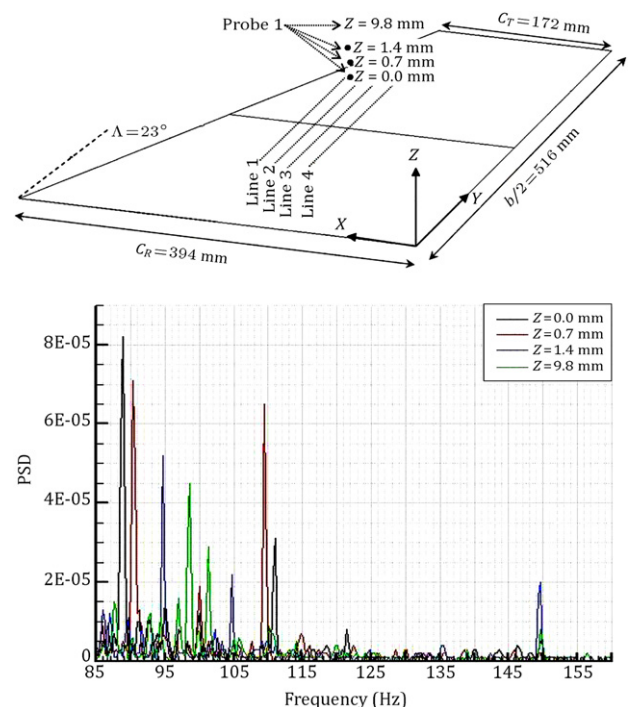 Probe 1
Z = 9.8 mm
Z = 1.4 mm
Z = 0.7 mm
Z = 0.0 mm
C_T = 172 mm
Λ = 23°
Line 1
Line 2
Line 3
Line 4
Z
Y
X
b/2 = 516 mm
C_R = 394 mm
Z = 0.0 mm
Z = 0.7 mm
Z = 1.4 mm
Z = 9.8 mm
8E-05
6E-05
4E-05
2E-05
0
PSD
85 95 105 115 125 135 145 155
Frequency (Hz)